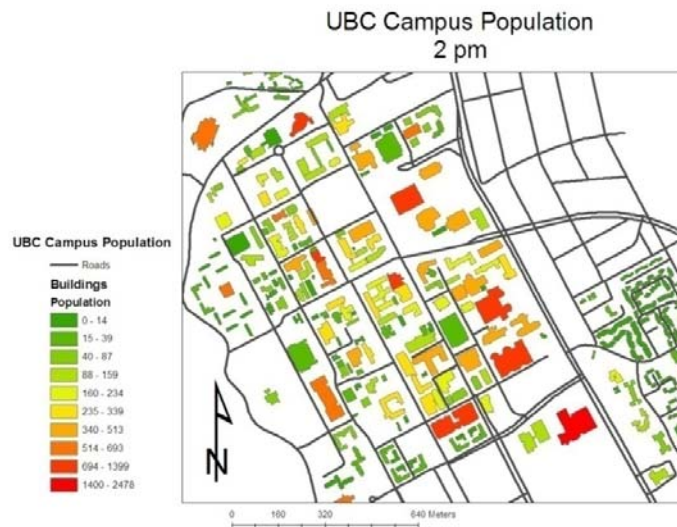 UBC Campus Population
2 pm
UBC Campus Population
Roads
Buildings
Population
0 - 14
15 - 39
40 - 87
88 - 159
160 - 234
235 - 339
340 - 513
514 - 693
694 - 1399
1400 - 2478
N
0 160 320 640 Meters